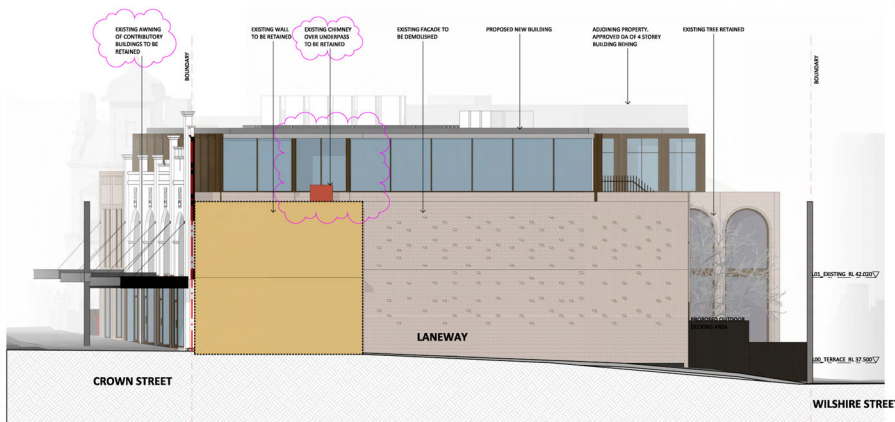 EXISTING AWNING
OF CONTRIBUTORY
BUILDINGS TO BE
RETAINED
BOUNDARY
EXISTING WALL
TO BE RETAINED
EXISTING CHIMNEY
OVER UNDERPASS
TO BE RETAINED
EXISTING FACADE TO
BE DEMOLISHED
PROPOSED NEW BUILDING
ADJOINING PROPERTY,
APPROVED DA OF 4 STOREY
BUILDING BEHING
EXISTING TREE RETAINED
BOUNDARY
L01_EXISTING RL 42.020
PROPOSED OUTDOOR
DECKING AREA
LANEWAY
L00_TERRACE RL 37.500
CROWN STREET
WILSHIRE STREET